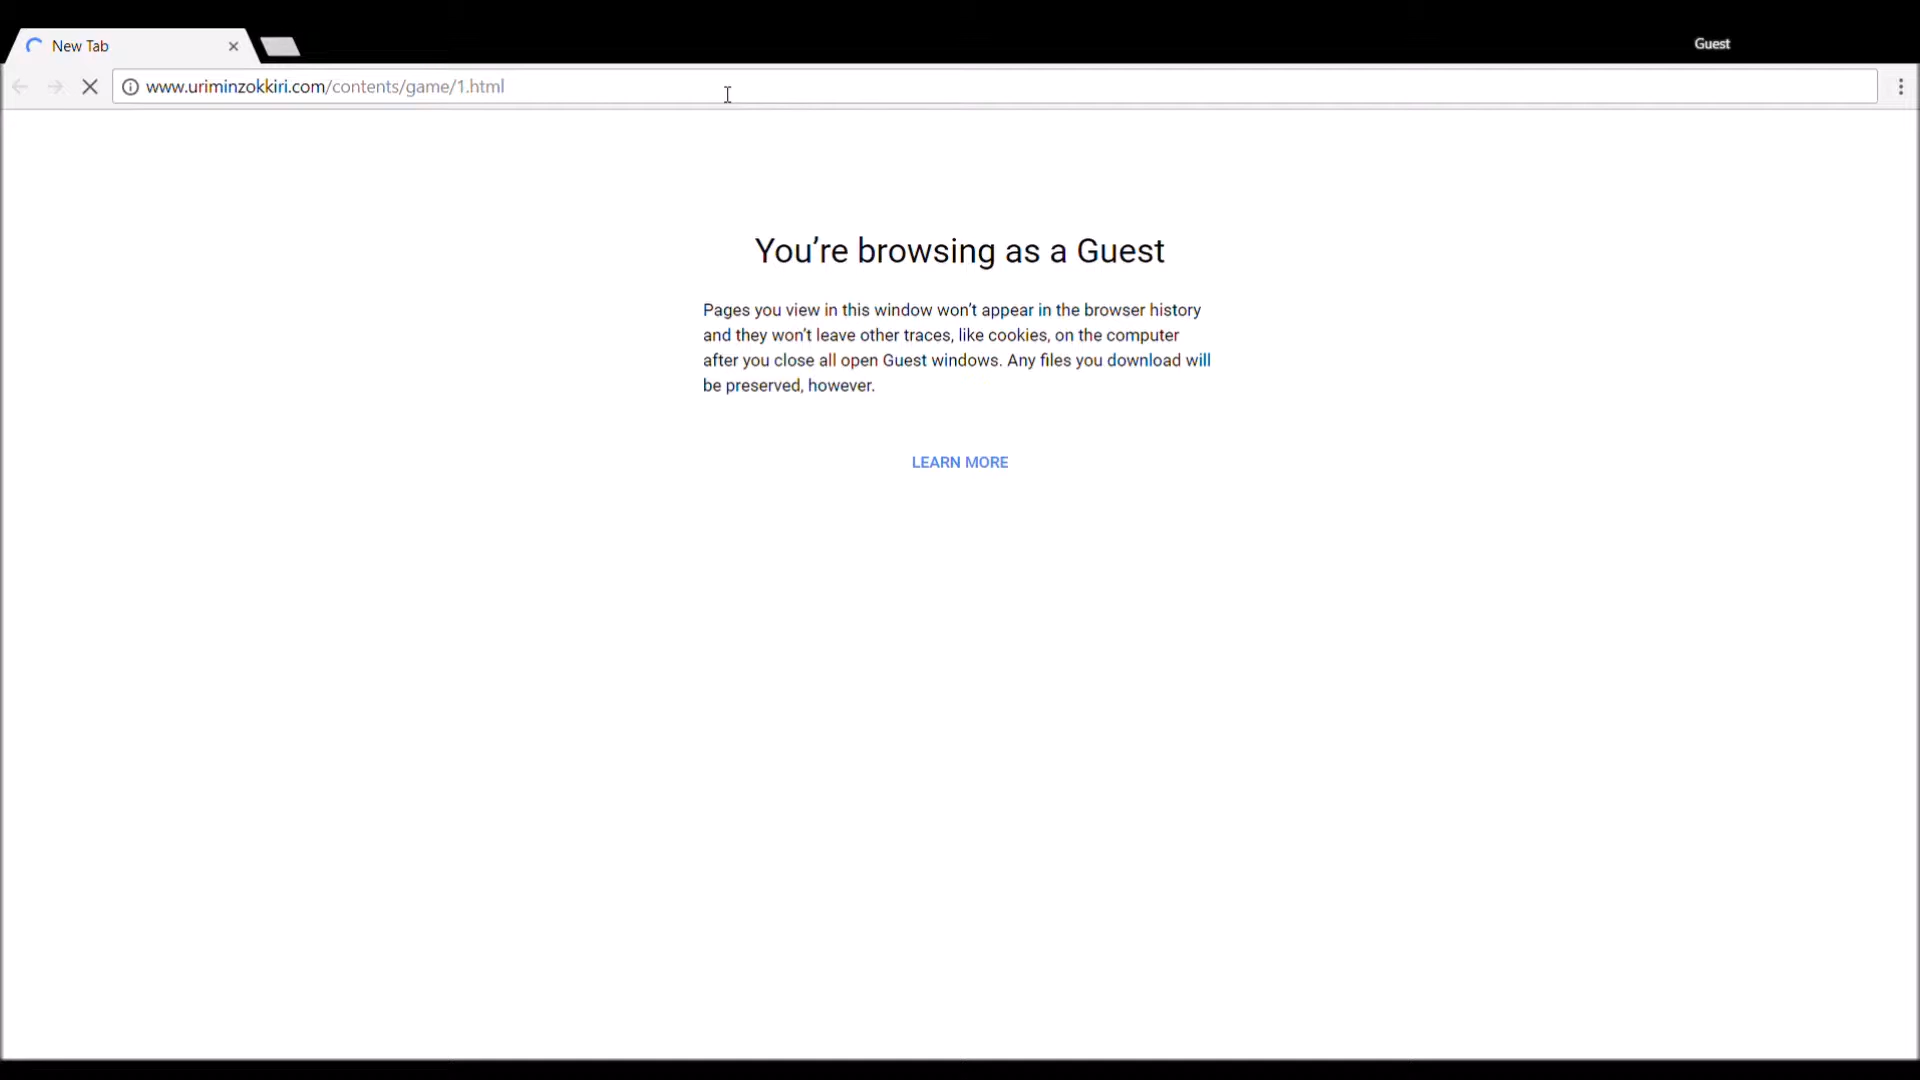 New Tab
Guest
www.uriminzokkiri.com/contents/game/1.html
You’re browsing as a Guest
Pages you view in this window won’t appear in the browser history
and they won’t leave other traces, like cookies, on the computer
after you close all open Guest windows. Any files you download will
be preserved, however.
LEARN MORE